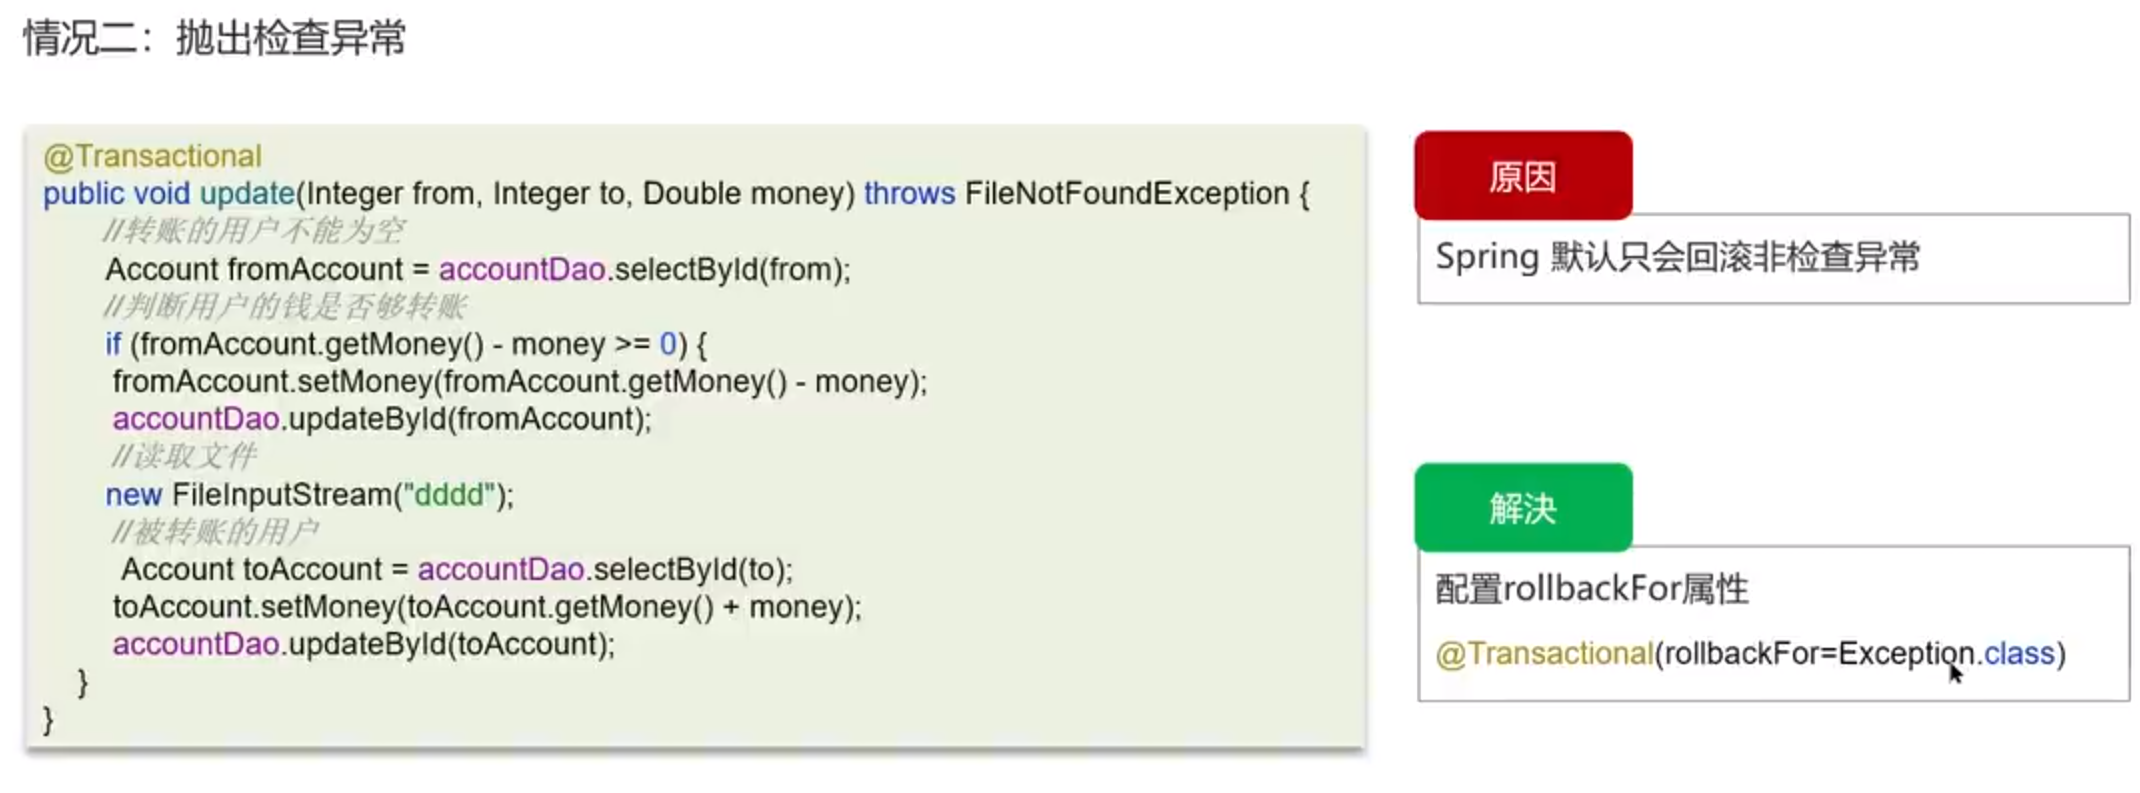 情况二：抛出检查异常
@Transactional
public void update(Integer from, Integer to, Double money) throws FileNotFoundException {
//转账的用户不能为空
Account fromAccount = accountDao.selectById(from);
//判断用户的钱是否够转账
if (fromAccount.getMoney() - money >= 0) {
fromAccount.setMoney(fromAccount.getMoney() - money);
accountDao.updateById(fromAccount);
//读取文件
new FileInputStream("dddd");
//被转账的用户
Account toAccount = accountDao.selectById(to);
toAccount.setMoney(toAccount.getMoney() + money);
accountDao.updateById(toAccount);
}
}
原因
Spring 默认只会回滚非检查异常
解決
配置rollbackFor属性
@Transactional(rollbackFor=Exception.class)